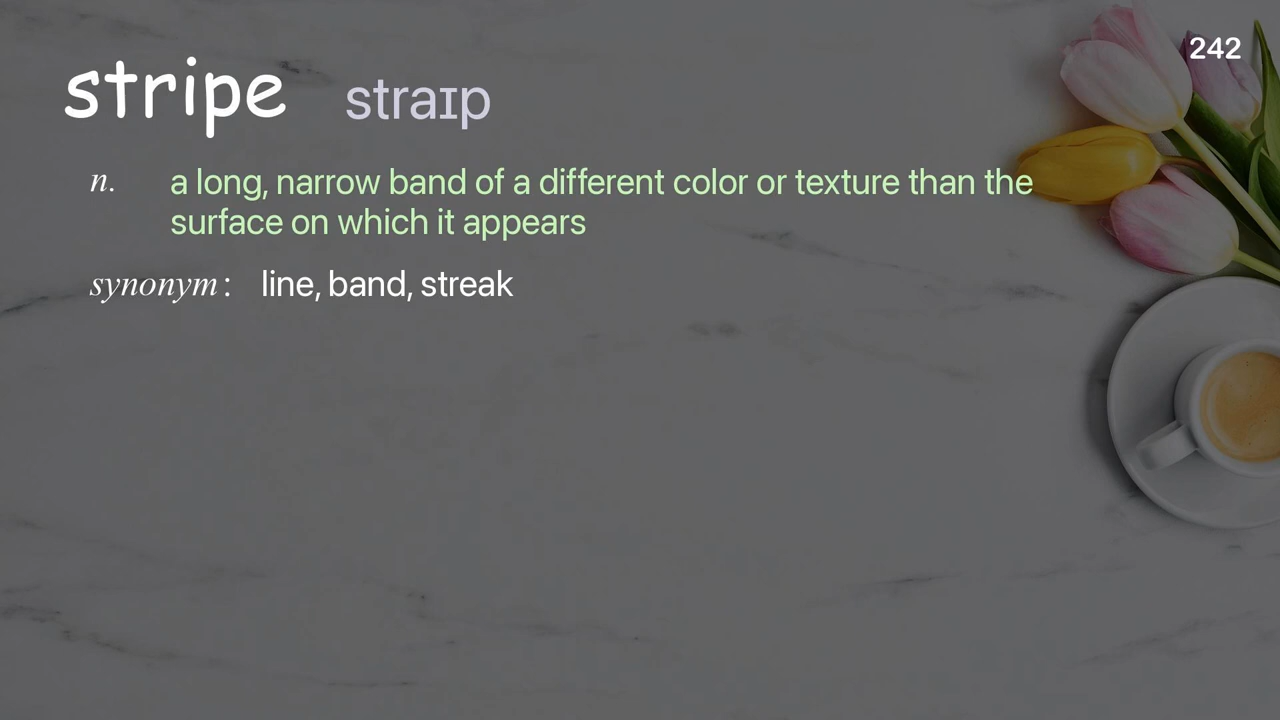 242
stripe straɪp
n. a long, narrow band of a different color or texture than the
surface on which it appears
synonym: line, band, streak